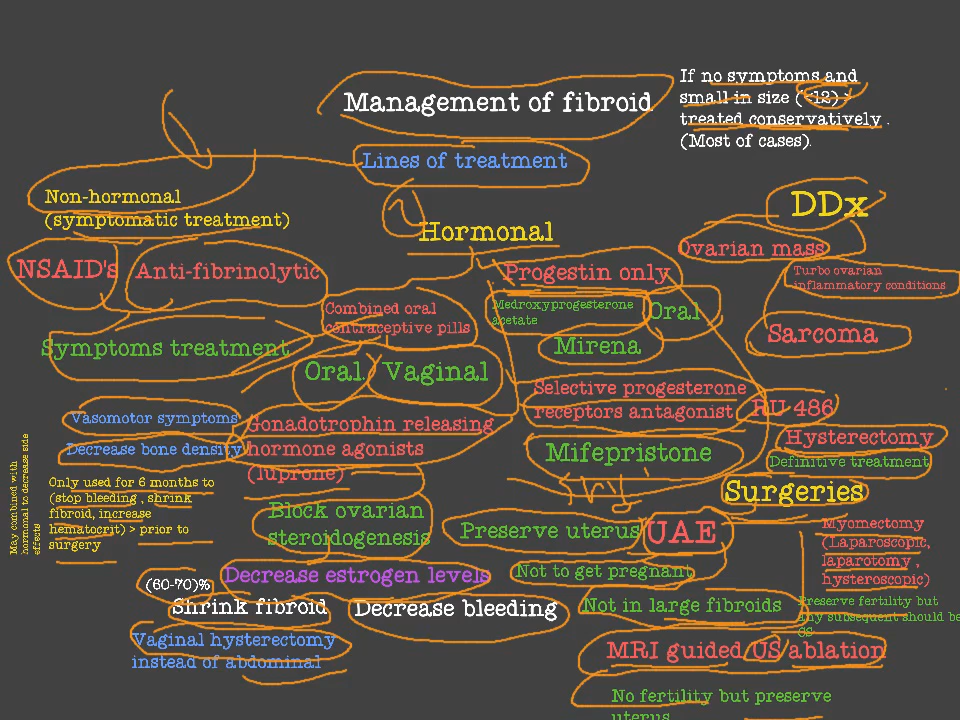 Management of fibroid
If no symptoms and
small in size (<12) >
treated conservatively .
(Most of cases).
Lines of treatment
Non-hormonal
(symptomatic treatment)
NSAID's
Anti-fibrinolytic
Symptoms treatment
Hormonal
Combined oral
contraceptive pills
Oral
Vaginal
Progestin only
Medroxyprogesterone
acetate
Oral
Mirena
DDx
Ovarian mass
Turbo ovarian
inflammatory conditions
Sarcoma
Selective progesterone
receptors antagonist
RU 486
Mifepristone
Gonadotrophin releasing
hormone agonists
(luprone)
Vasomotor symptoms
Decrease bone density
May combined with
hormonal to decrease side
effects
Only used for 6 months to
(stop bleeding , shrink
fibroid, increase
hematocrit) > prior to
surgery
Block ovarian
steroidogenesis
Decrease estrogen levels
(60-70)%
Shrink fibroid
Decrease bleeding
Vaginal hysterectomy
instead of abdominal
Hysterectomy
Definitive treatment
Surgeries
Myomectomy
(Laparoscopic,
laparotomy ,
hysteroscopic)
Preserve fertility but
any subsequent should be
CS
Preserve uterus
UAE
Not to get pregnant
Not in large fibroids
MRI guided US ablation
No fertility but preserve
uterus